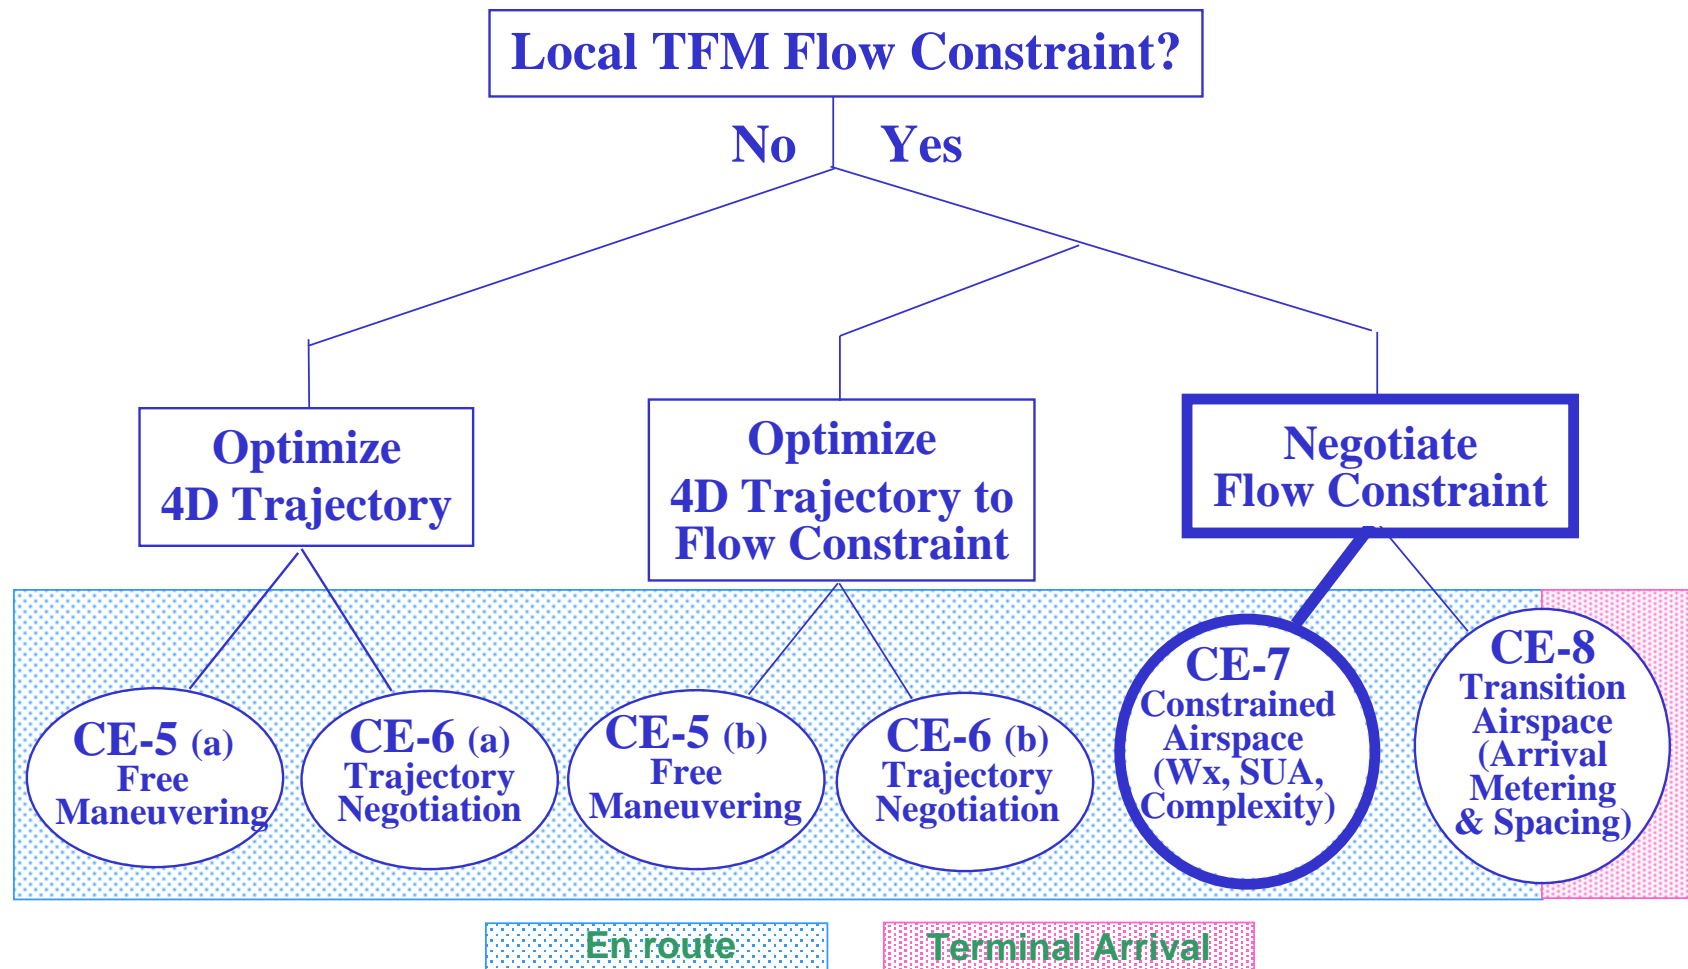 Local TFM Flow Constraint?
No Yes
Optimize
4D Trajectory
Optimize
4D Trajectory to
Flow Constraint
Negotiate
Flow Constraint
CE-5 (a)
Free
Maneuvering
CE-6 (a)
Trajectory
Negotiation
CE-5 (b)
Free
Maneuvering
CE-6 (b)
Trajectory
Negotiation
CE-7
Constrained
Airspace
(Wx, SUA,
Complexity)
CE-8
Transition
Airspace
(Arrival
Metering
& Spacing)
En route
Terminal Arrival